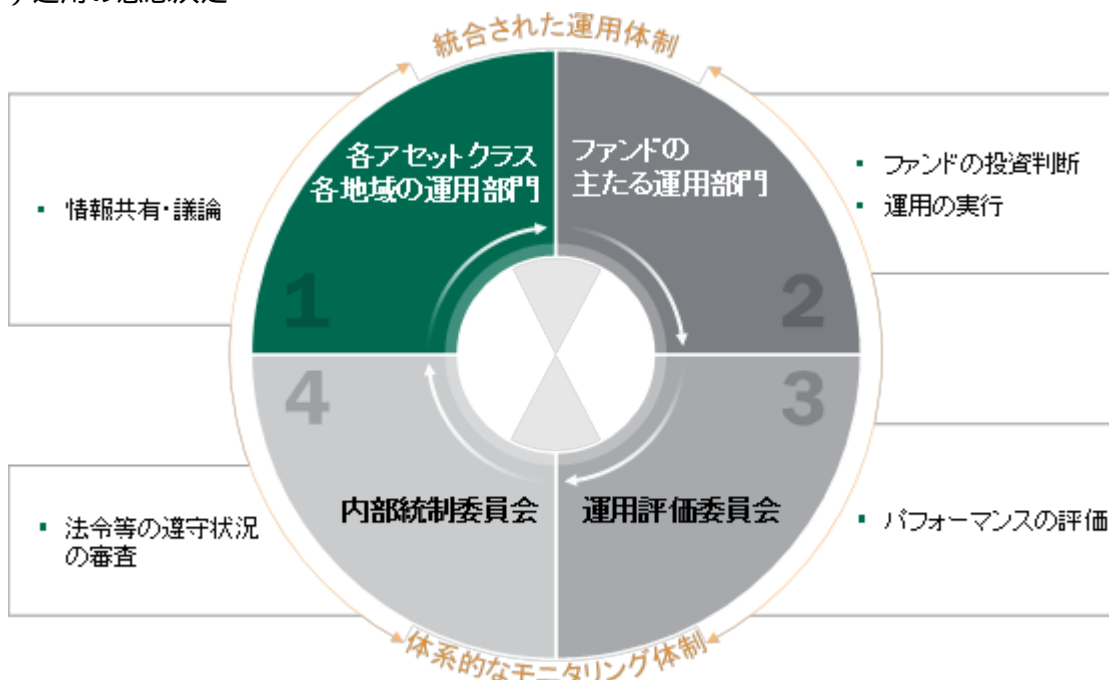 統合された運用体制
各アセットクラス
各地域の運用部門
ファンドの
主たる運用部門
▪ 情報共有・議論
▪ ファンドの投資判断
▪ 運用の実行
1
2
4
3
内部統制委員会
運用評価委員会
▪ 法令等の遵守状況
の審査
▪ パフォーマンスの評価
体系的なモニタリング体制